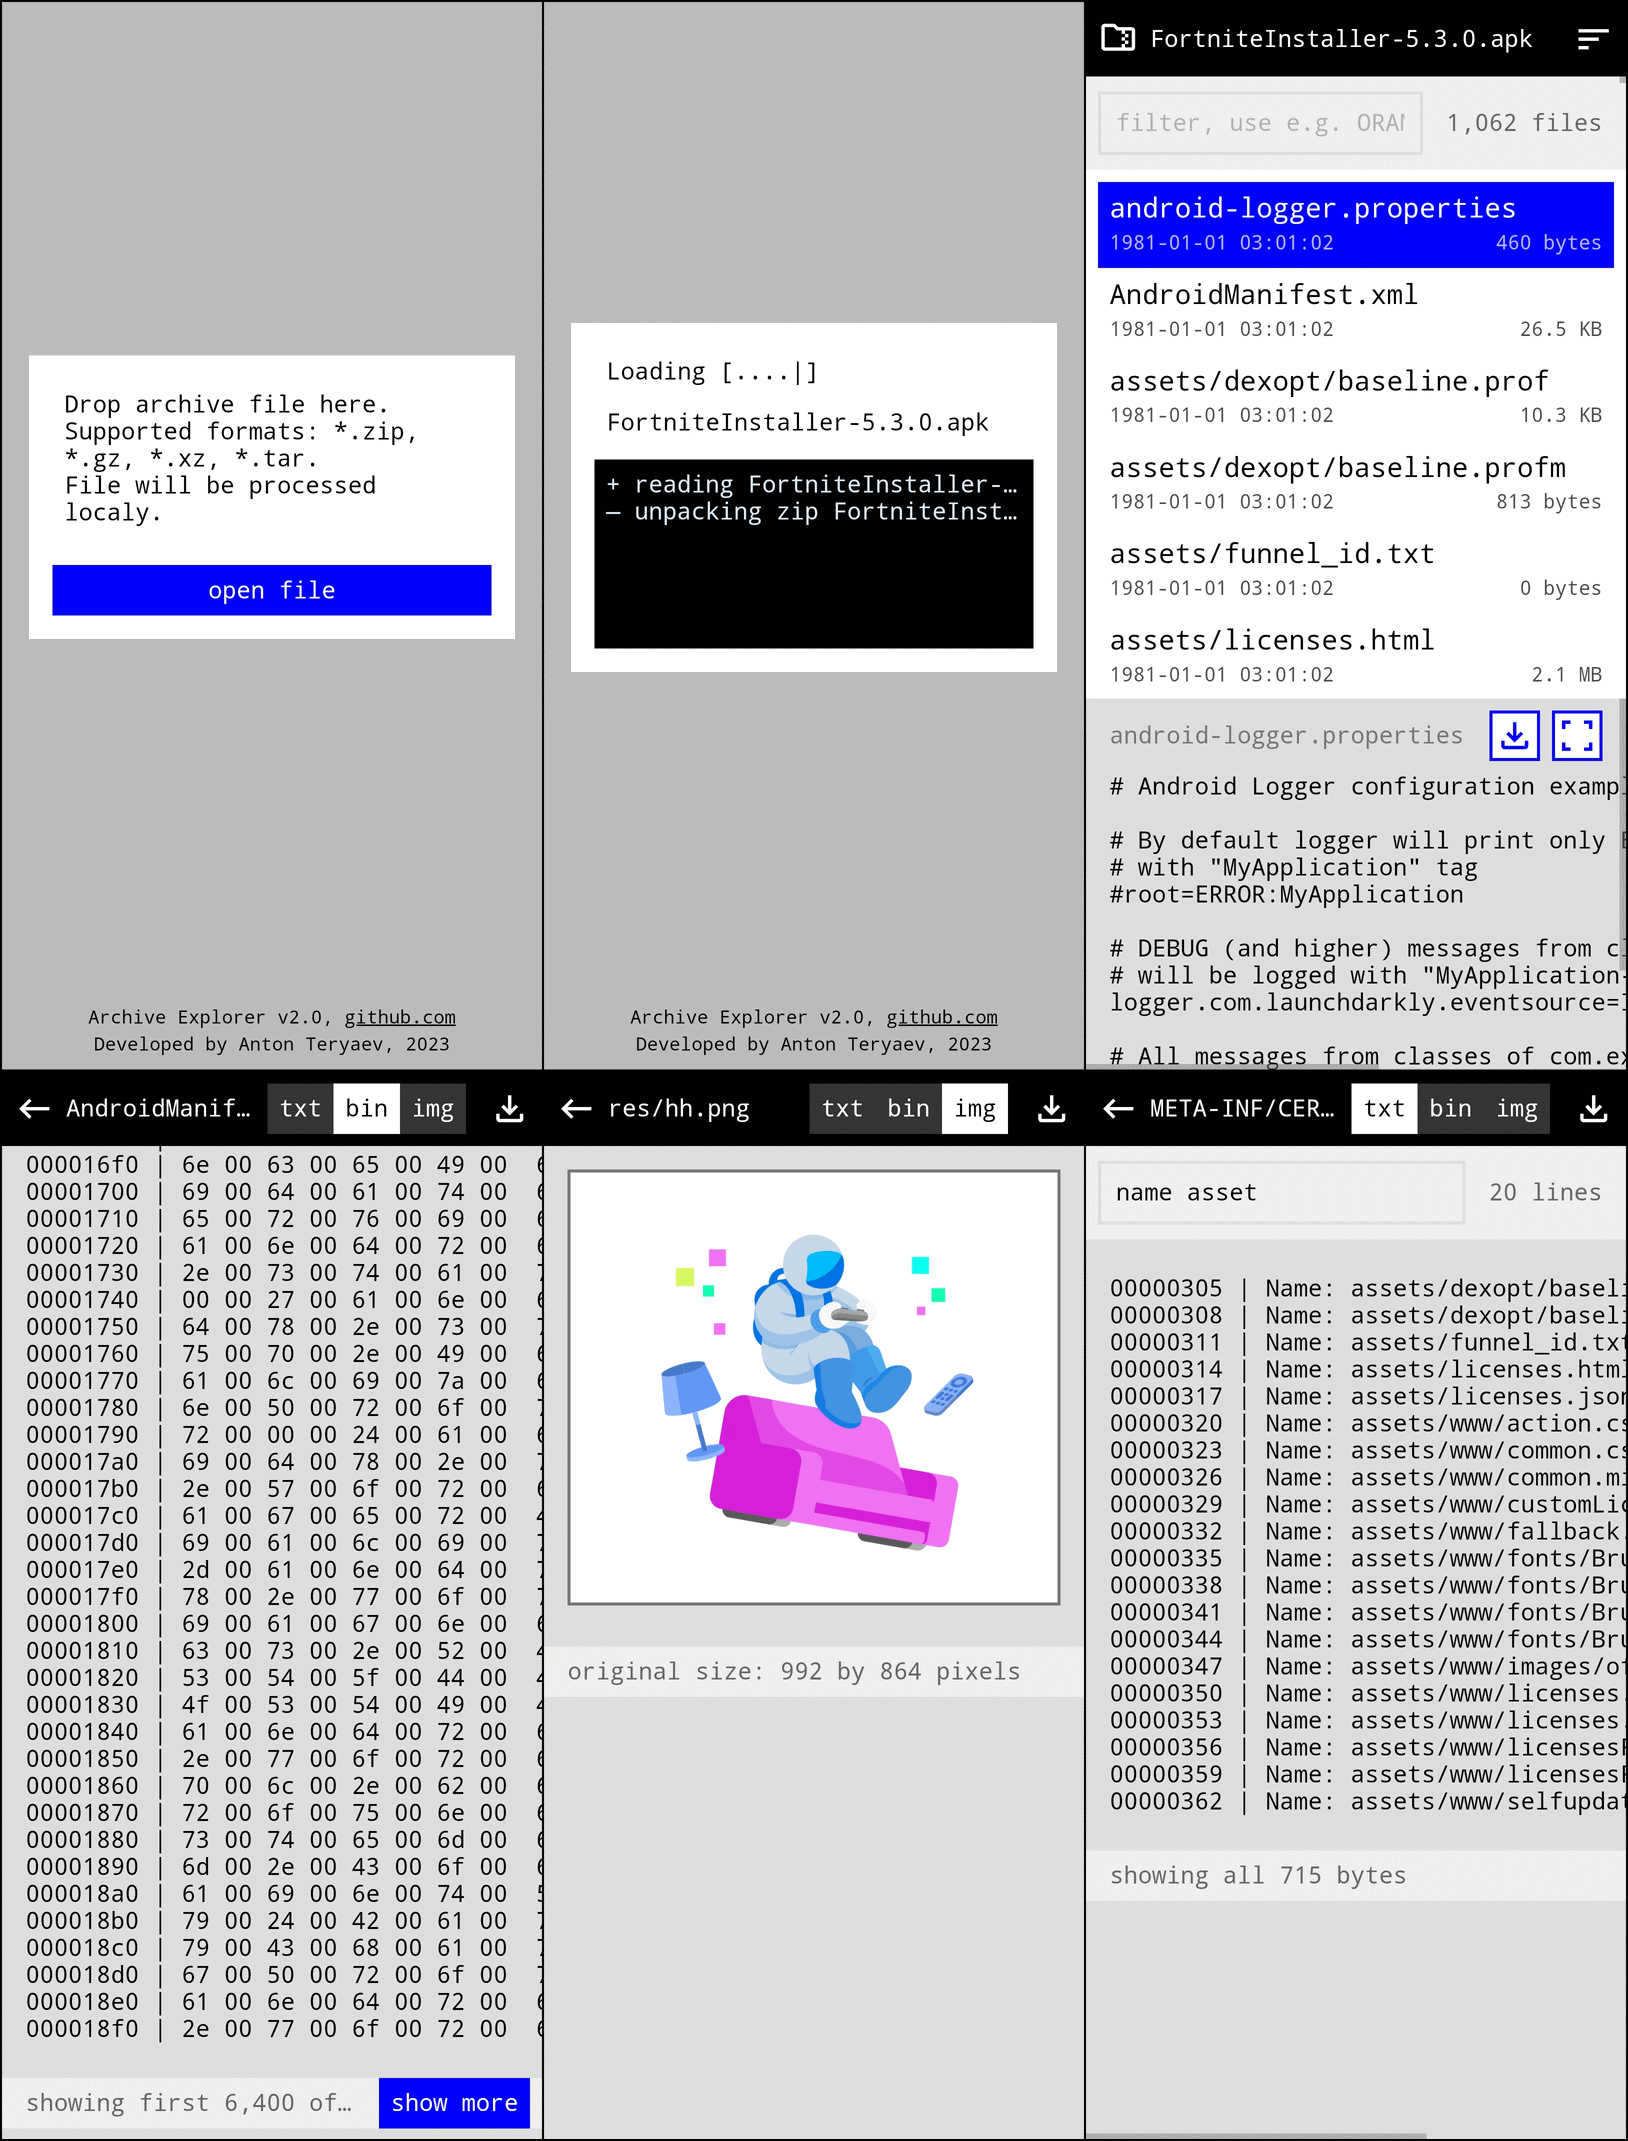 Drop archive file here.
Supported formats: *.zip,
*.gz, *.xz, *.tar.
File will be processed
localy.
open file
Archive Explorer v2.0, github.com
Developed by Anton Teryaev, 2023
Loading [....|]
FortniteInstaller-5.3.0.apk
+ reading FortniteInstaller-…
— unpacking zip FortniteInst…
Archive Explorer v2.0, github.com
Developed by Anton Teryaev, 2023
FortniteInstaller-5.3.0.apk
filter, use e.g. 1,062 files
android-logger.properties
1981-01-01 03:01:02 460 bytes
AndroidManifest.xml
1981-01-01 03:01:02 26.5 KB
assets/dexopt/baseline.prof
1981-01-01 03:01:02 10.3 KB
assets/dexopt/baseline.profm
1981-01-01 03:01:02 813 bytes
assets/funnel_id.txt
1981-01-01 03:01:02 0 bytes
assets/licenses.html
1981-01-01 03:01:02 2.1 MB
android-logger.properties
# Android Logger configuration examp
# By default logger will print only
# with "MyApplication" tag
#root=ERROR:MyApplication
# DEBUG (and higher) messages from c
# will be logged with "MyApplication-
logger.com.launchdarkly.eventsource=
# All messages from classes of com.ex
AndroidManif… txt bin img
000016f0 | 6e 00 63 00 65 00 49 00
00001700 | 69 00 64 00 61 00 74 00
00001710 | 65 00 72 00 76 00 69 00
00001720 | 61 00 6e 00 64 00 72 00
00001730 | 2e 00 73 00 74 00 61 00
00001740 | 00 00 27 00 61 00 6e 00
00001750 | 64 00 78 00 2e 00 73 00
00001760 | 75 00 70 00 2e 00 49 00
00001770 | 61 00 6c 00 69 00 7a 00
00001780 | 6e 00 50 00 72 00 6f 00
00001790 | 72 00 00 00 24 00 61 00
000017a0 | 69 00 64 00 78 00 2e 00
000017b0 | 2e 00 57 00 6f 00 72 00
000017c0 | 61 00 67 00 65 00 72 00
000017d0 | 69 00 61 00 6c 00 69 00
000017e0 | 2d 00 61 00 6e 00 64 00
000017f0 | 78 00 2e 00 77 00 6f 00
00001800 | 69 00 61 00 67 00 6e 00
00001810 | 63 00 73 00 2e 00 52 00
00001820 | 53 00 54 00 5f 00 44 00
00001830 | 4f 00 53 00 54 00 49 00
00001840 | 61 00 6e 00 64 00 72 00
00001850 | 2e 00 77 00 6f 00 72 00
00001860 | 70 00 6c 00 2e 00 62 00
00001870 | 72 00 6f 00 75 00 6e 00
00001880 | 73 00 74 00 65 00 6d 00
00001890 | 6d 00 2e 00 43 00 6f 00
000018a0 | 61 00 69 00 6e 00 74 00
000018b0 | 79 00 24 00 42 00 61 00
000018c0 | 79 00 43 00 68 00 61 00
000018d0 | 67 00 50 00 72 00 6f 00
000018e0 | 61 00 6e 00 64 00 72 00
000018f0 | 2e 00 77 00 6f 00 72 00
showing first 6,400 of… show more
res/hh.png txt bin img
original size: 992 by 864 pixels
META-INF/CER… txt bin img
name asset 20 lines
00000305 | Name: assets/dexopt/basel
00000308 | Name: assets/dexopt/basel
00000311 | Name: assets/funnel_id.txt
00000314 | Name: assets/licenses.html
00000317 | Name: assets/licenses.json
00000320 | Name: assets/www/action.cs
00000323 | Name: assets/www/common.cs
00000326 | Name: assets/www/common.mi
00000329 | Name: assets/www/customLic
00000332 | Name: assets/www/fallback.
00000335 | Name: assets/www/fonts/Bru
00000338 | Name: assets/www/fonts/Bru
00000341 | Name: assets/www/fonts/Bru
00000344 | Name: assets/www/fonts/Bru
00000347 | Name: assets/www/images/of
00000350 | Name: assets/www/licenses.
00000353 | Name: assets/www/licenses.
00000356 | Name: assets/www/licenses
00000359 | Name: assets/www/licenses
00000362 | Name: assets/www/selfupdat
showing all 715 bytes